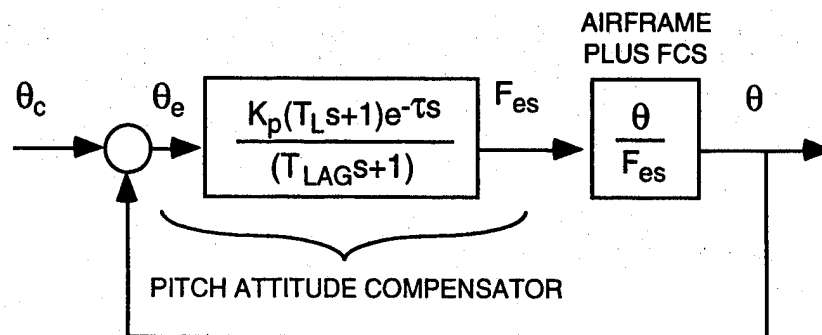 AIRFRAME
PLUS FCS
θc
θe
Kp(TLs+1)e-τs
(TLAGs+1)
Fes
θ
Fes
θ
PITCH ATTITUDE COMPENSATOR